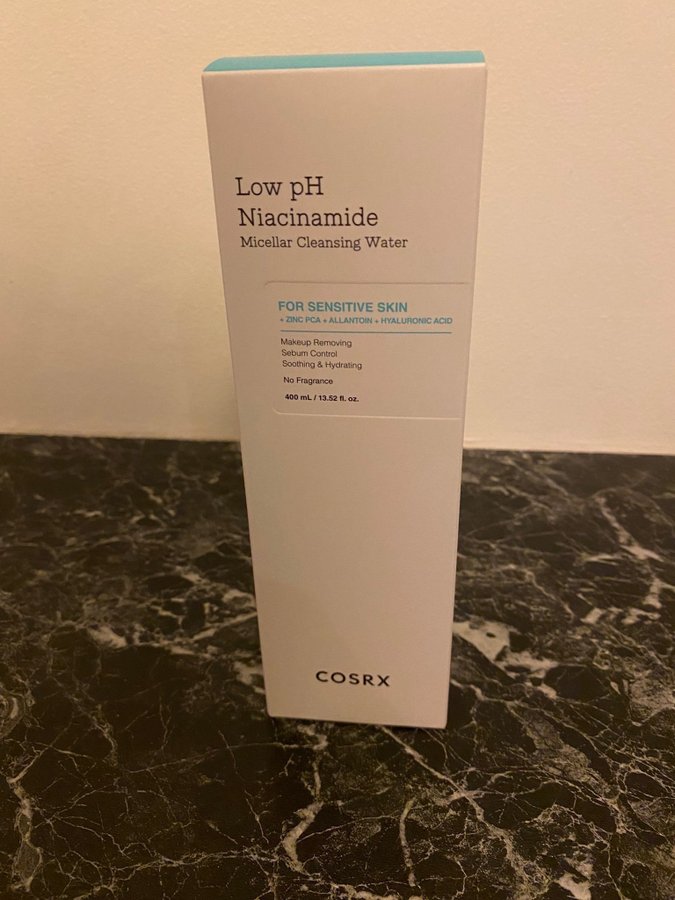 Low pH
Niacinamide
Micellar Cleansing Water
FOR SENSITIVE SKIN
+ ZINC PCA + ALLANTOIN + HYALURONIC ACID
Makeup Removing
Sebum Control
Soothing & Hydrating
No Fragrance
400 mL / 13.52 fl. oz.
COSRX